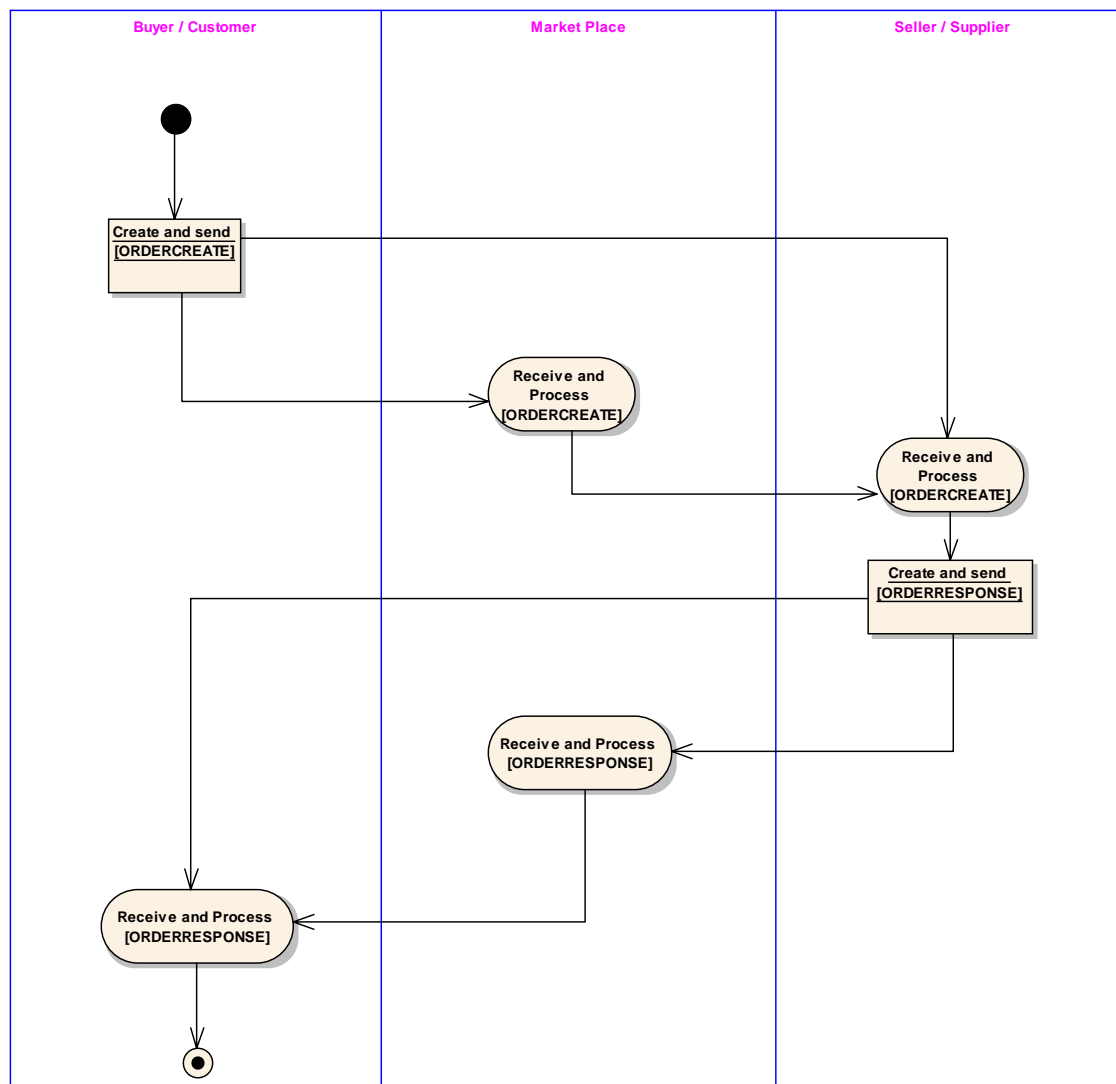 Buyer / Customer
Market Place
Seller / Supplier
Create and send
[ORDERCREATE]
Receive and
Process
[ORDERCREATE]
Receive and
Process
[ORDERCREATE]
Create and send
[ORDERRESPONSE]
Receive and Process
[ORDERRESPONSE]
Receive and Process
[ORDERRESPONSE]